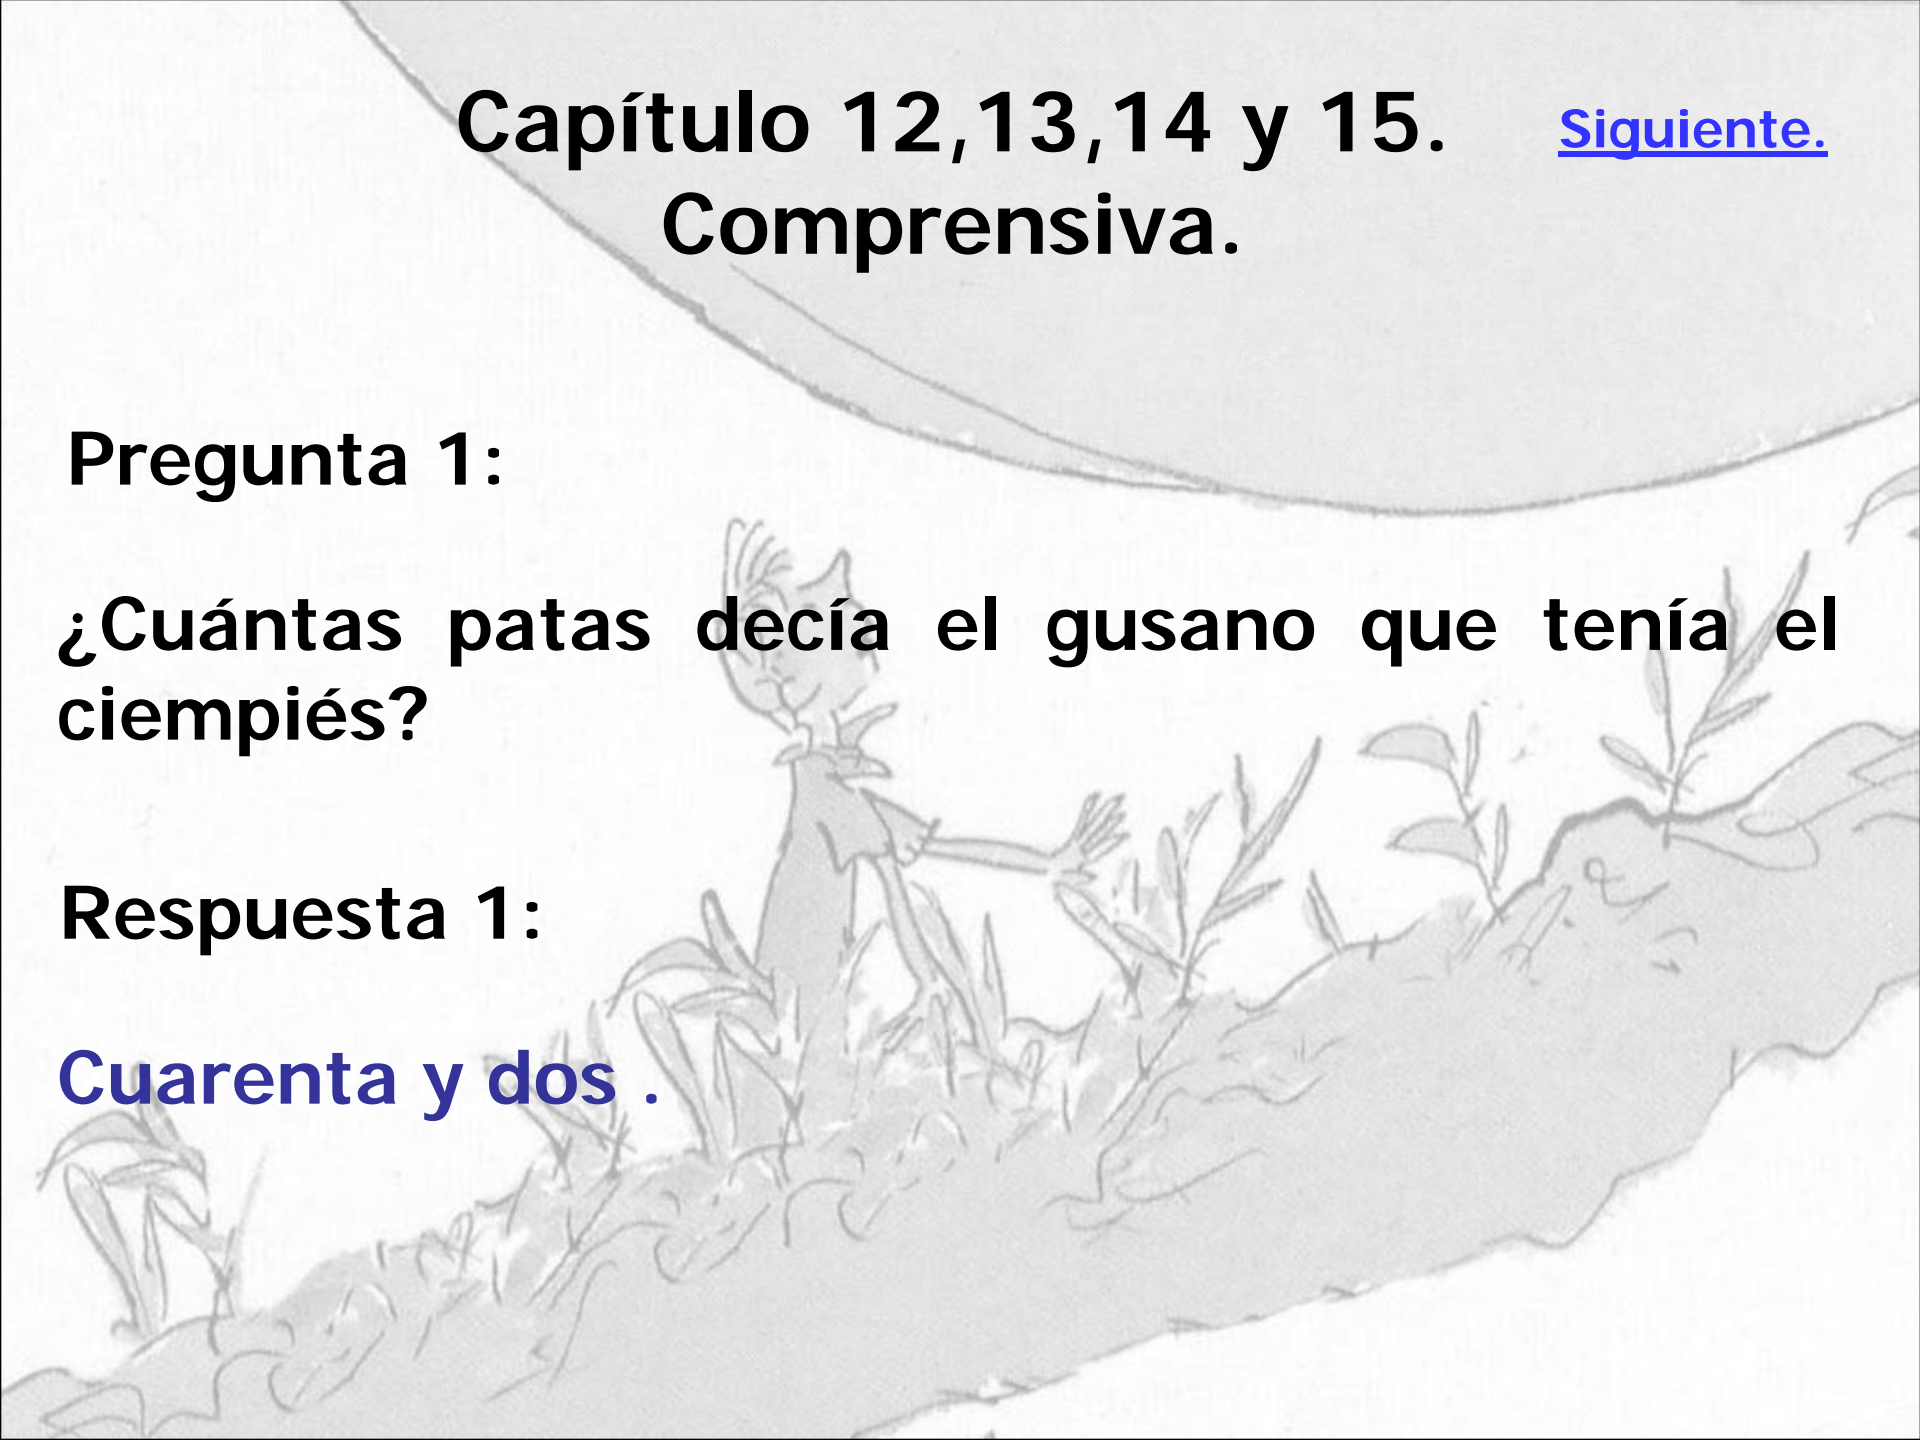 Capítulo 12,13,14 y 15.
Siguiente.
Comprensiva.
Pregunta 1:
¿Cuántas patas decía el gusano que tenía el
ciempiés?
Respuesta 1:
Cuarenta y dos .